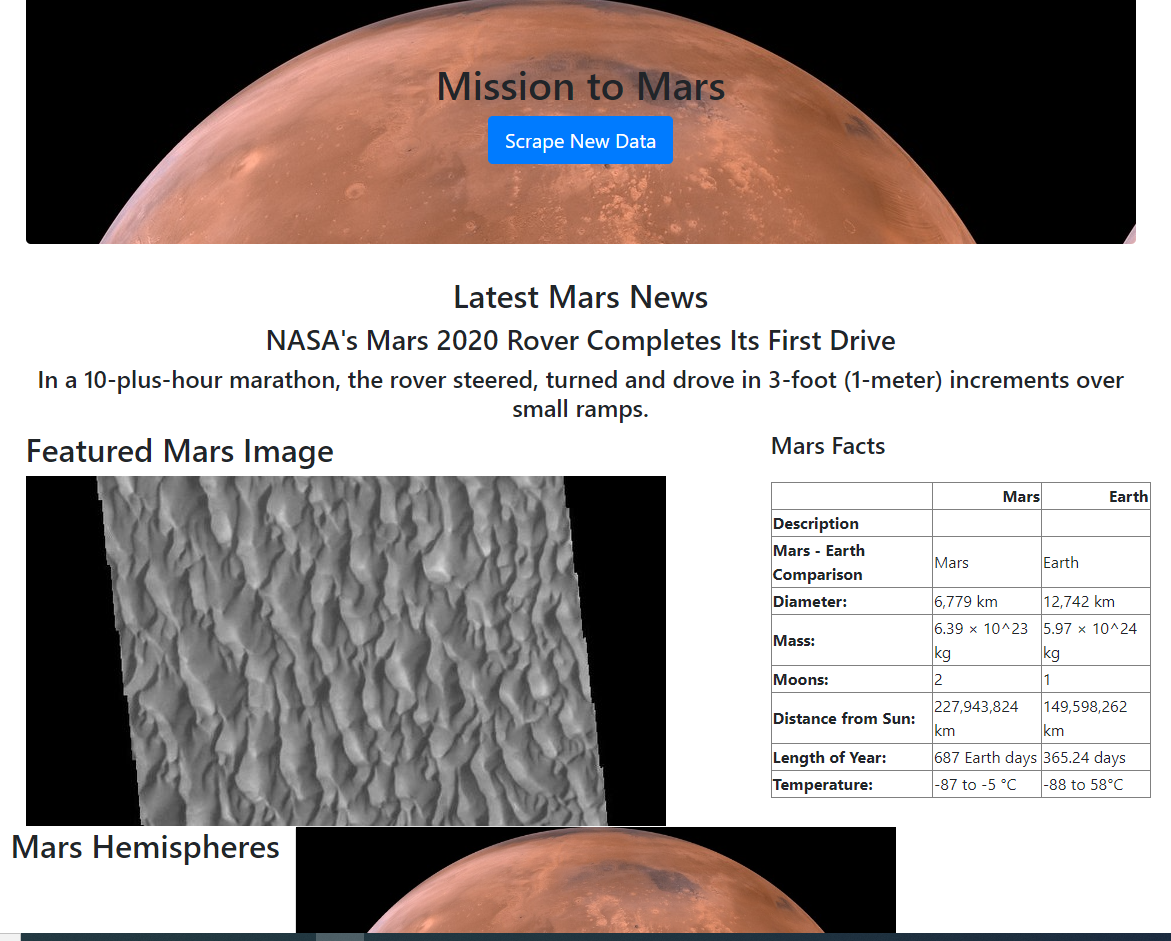 Mission to Mars
Scrape New Data
Latest Mars News
NASA's Mars 2020 Rover Completes Its First Drive
In a 10-plus-hour marathon, the rover steered, turned and drove in 3-foot (1-meter) increments over
small ramps.
Featured Mars Image
Mars Facts
Mars Earth
Description
Mars - Earth
Comparison
Mars Earth
Diameter: 6,779 km 12,742 km
Mass: 6.39 × 10^23
kg
5.97 × 10^24
kg
Moons: 2 1
Distance from Sun: 227,943,824
km
149,598,262
km
Length of Year: 687 Earth days 365.24 days
Temperature: -87 to -5 °C -88 to 58°C
Mars Hemispheres